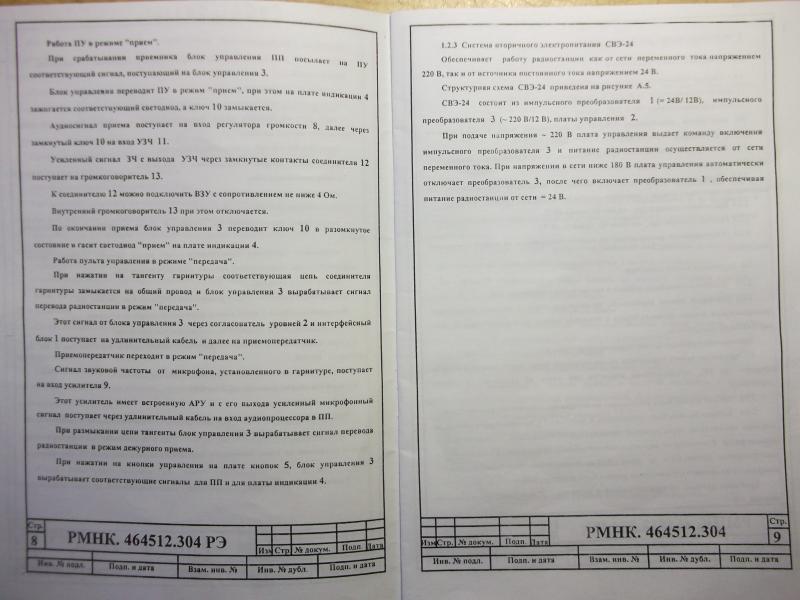 Работа ПУ в режиме "прием".
При срабатывании приемника блок управления ПП посылает на ПУ
соответствующий сигнал, поступающий на блок управления 3.
Блок управления переводит ПУ в режим "прием", при этом на плате индикации 4
зажигается соответствующий светодиод, а ключ 10 замыкается.
Аудиосигнал приема поступает на вход регулятора громкости 8, далее через
замкнутый ключ 10 на вход УЗЧ 11.
Усиленный сигнал ЗЧ с выхода УЗЧ через замкнутые контакты соединителя 12
поступает на громкоговоритель 13.
К соединителю 12 можно подключить ВЗУ с сопротивлением не ниже 4 Ом.
Внутренний громкоговоритель 13 при этом отключается.
По окончании приема блок управления 3 переводит ключ 10 в разомкнутое
состояние и гасит светодиод "прием" на плате индикации 4.
Работа пульта управления в режиме "передача".
При нажатии на тангенту гарнитуры соответствующая цепь соединителя
гарнитуры замыкается на общий провод и блок управления 3 вырабатывает сигнал
перевода радиостанции в режим "передача".
Этот сигнал от блока управления 3 через согласователь уровней 2 и интерфейсный
блок 1 поступает на удлинительный кабель и далее на приемопередатчик.
Приемопередатчик переходит в режим "передача".
Сигнал звуковой частоты от микрофона, установленного в гарнитуре, поступает
на вход усилителя 9.
Этот усилитель имеет встроенную АРУ и с его выхода усиленный микрофонный
сигнал поступает через удлинительный кабель на вход аудиопроцессора в ПП.
При размыкании цепи тангенты блок управления 3 вырабатывает сигнал перевода
радиостанции в режим дежурного приема.
При нажатии на кнопки управления на плате кнопок 5, блок управления 3
вырабатывает соответствующие сигналы для ПП и для платы индикации 4.
Стр.
8
РМНК. 464512.304 РЭ
Изм Стр. № докум. Подп. Дата
Инв. № подл. Подп. и дата Взам. инв. № Инв. № дубл. Подп. и дата
1.2.3 Система вторичного электропитания СВЭ-24
Обеспечивает работу радиостанции как от сети переменного тока напряжением
220 В, так и от источника постоянного тока напряжением 24 В.
Структурная схема СВЭ-24 приведена на рисунке А.5.
СВЭ-24 состоит из импульсного преобразователя 1 (= 24В/ 12В), импульсного
преобразователя 3 (~ 220 В/12 В), платы управления 2.
При подаче напряжения ~ 220 В плата управления выдает команду включения
импульсного преобразователя 3 и питание радиостанции осуществляется от сети
переменного тока. При напряжении в сети ниже 180 В плата управления автоматически
отключает преобразователь 3, после чего включает преобразователь 1 , обеспечивая
питание радиостанции от сети = 24 В.
Изм Стр. № докум. Подп. Дата
РМНК. 464512.304
Стр.
9
Инв. № подл. Подп. и дата Взам. инв. № Инв. № дубл. Подп. и дата